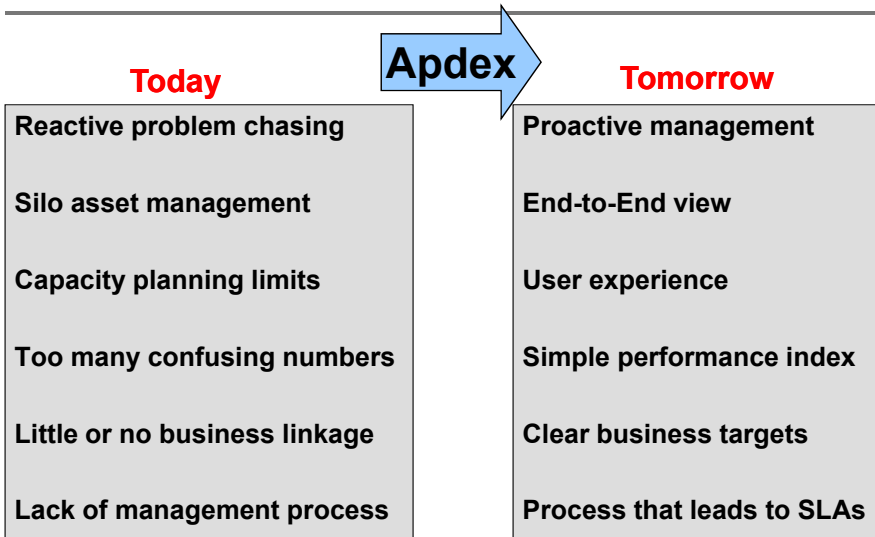 Apdex
Today
Tomorrow
Reactive problem chasing
Silo asset management
Capacity planning limits
Too many confusing numbers
Little or no business linkage
Lack of management process
Proactive management
End-to-End view
User experience
Simple performance index
Clear business targets
Process that leads to SLAs